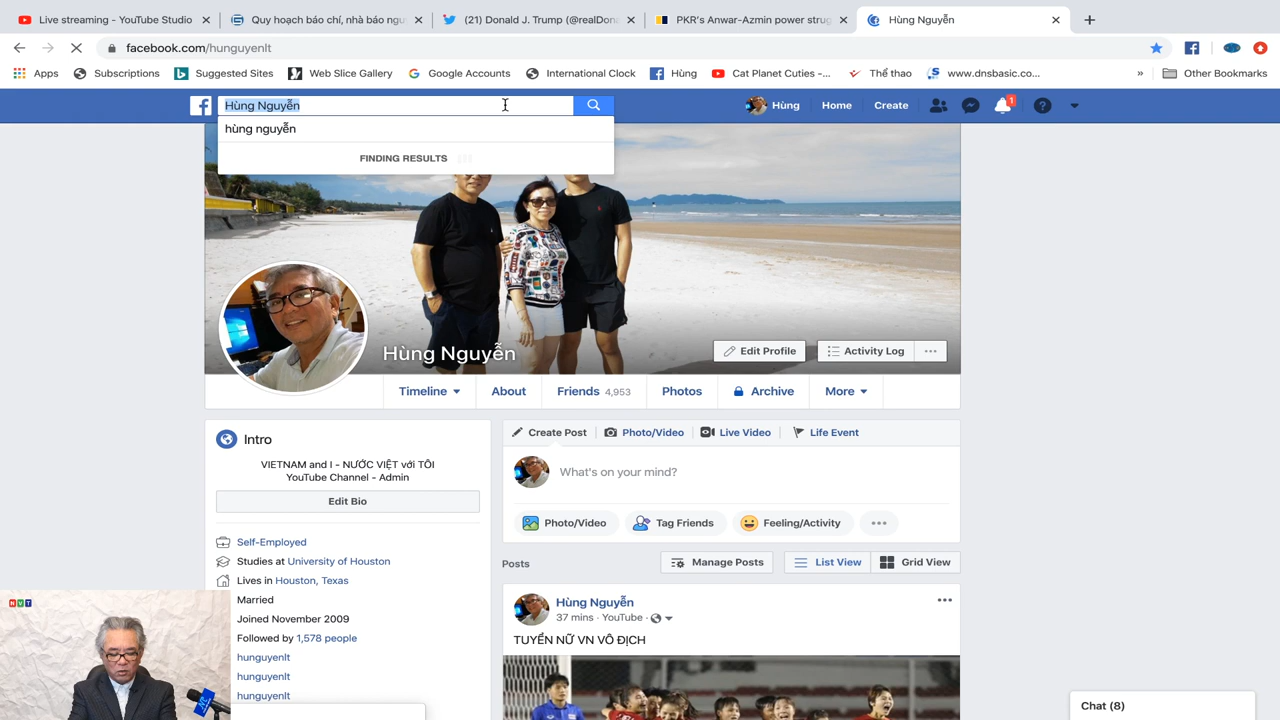 Live streaming - YouTube Studio
Quy hoạch báo chí, nhà báo ngu
(21) Donald J. Trump (@realDona
PKR's Anwar-Azmin power strug
Hùng Nguyễn
facebook.com/hunguyenlt
Apps
Subscriptions
Suggested Sites
Web Slice Gallery
Google Accounts
International Clock
Hùng
Cat Planet Cuties -...
Thể thao
www.dnsbasic.co...
»
Other Bookmarks
Hùng Nguyễn
Hùng
Home
Create
1
hùng nguyễn
FINDING RESULTS
Hùng Nguyễn
Edit Profile
Activity Log
Timeline
About
Friends 4,953
Photos
Archive
More
Intro
VIETNAM and I - NƯỚC VIỆT với TÔI
YouTube Channel - Admin
Edit Bio
Self-Employed
Studies at University of Houston
Lives in Houston, Texas
Married
Joined November 2009
Followed by 1,578 people
hunguyenlt
hunguyenlt
hunguyenlt
Create Post
Photo/Video
Live Video
Life Event
What's on your mind?
Photo/Video
Tag Friends
Feeling/Activity
Posts
Manage Posts
List View
Grid View
Hùng Nguyễn
37 mins · YouTube ·
TUYỂN NỮ VN VÔ ĐỊCH
HVT
Chat (8)